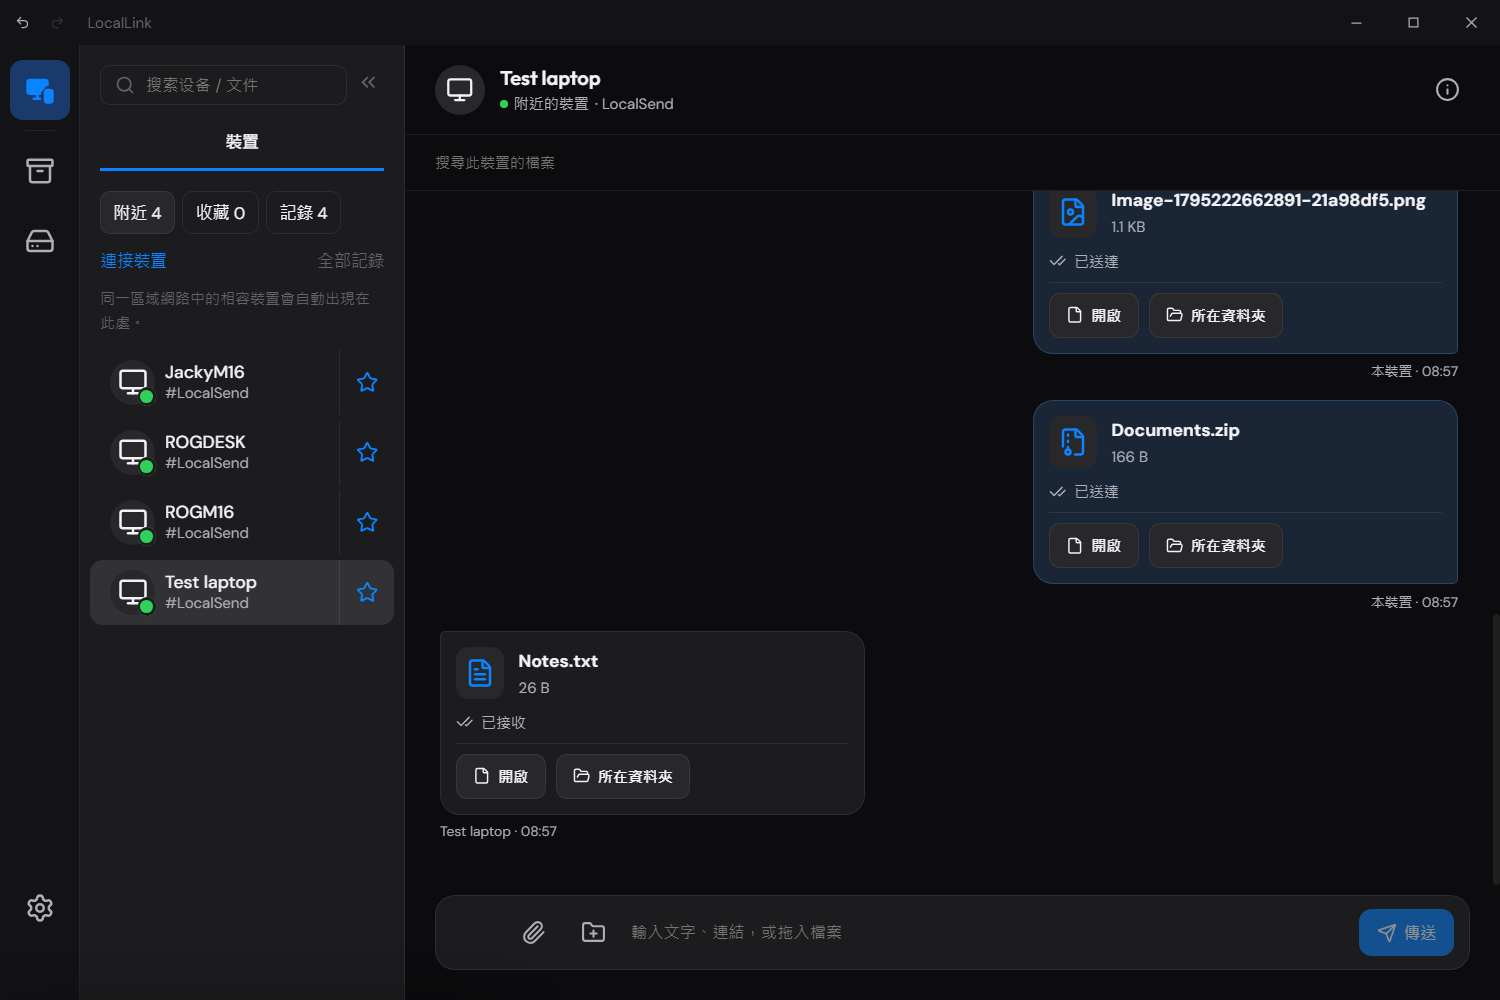 LocalLink
搜索设备 / 文件
裝置
附近 4
收藏 0
記錄 4
連接裝置
全部記錄
同一區域網路中的相容裝置會自動出現在
此處。
JackyM16
#LocalSend
ROGDESK
#LocalSend
ROGM16
#LocalSend
Test laptop
#LocalSend
Test laptop
附近的裝置 · LocalSend
搜尋此裝置的檔案
Image-1795222662891-21a98df5.png
1.1 KB
已送達
開啟
所在資料夾
本裝置 · 08:57
Documents.zip
166 B
已送達
開啟
所在資料夾
本裝置 · 08:57
Notes.txt
26 B
已接收
開啟
所在資料夾
Test laptop · 08:57
輸入文字、連結，或拖入檔案
傳送